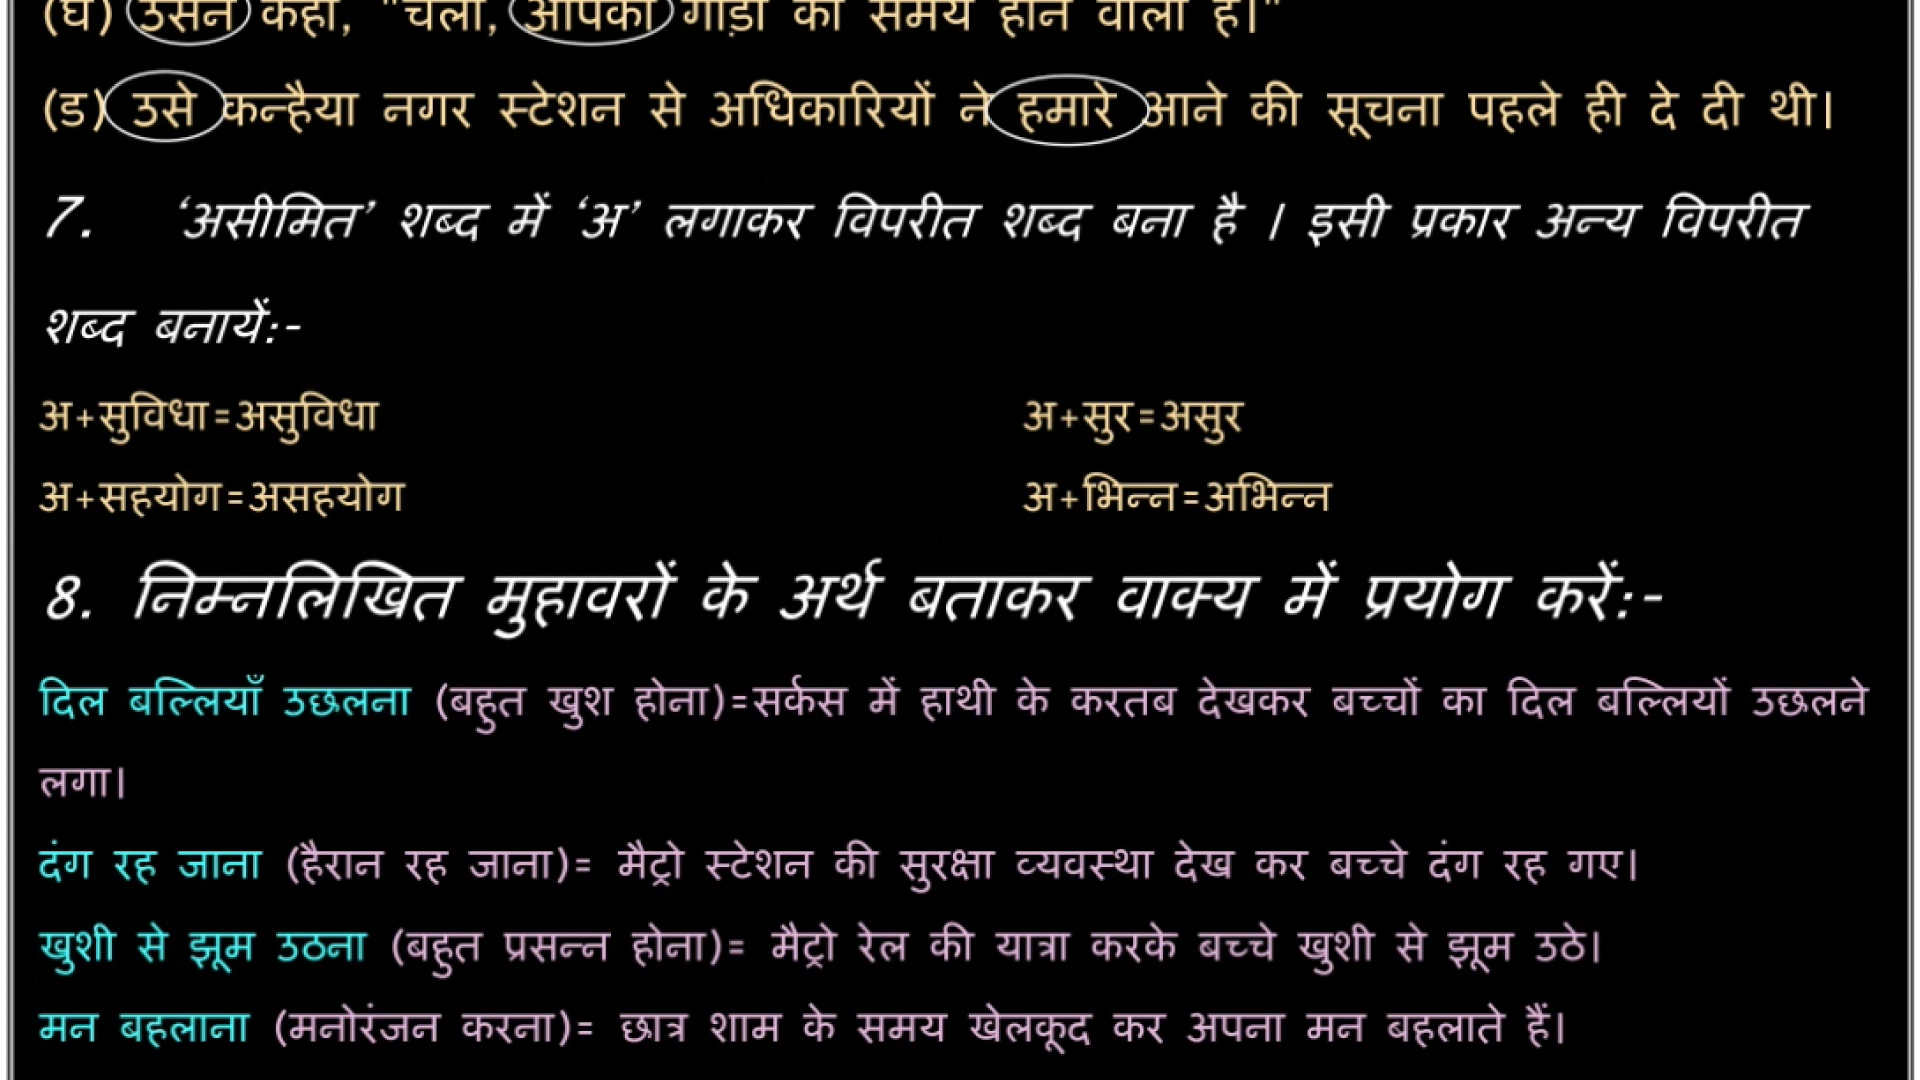 (घ) उसने कहा, "चलो, आपकी गाड़ी का समय होने वाला है।"
(ड) उसे कन्हैया नगर स्टेशन से अधिकारियों ने हमारे आने की सूचना पहले ही दे दी थी।
7. ‘असीमित’ शब्द में ‘अ’ लगाकर विपरीत शब्द बना है । इसी प्रकार अन्य विपरीत
शब्द बनायें:-
अ+सुविधा=असुविधा अ+सुर=असुर
अ+सहयोग=असहयोग अ+भिन्न=अभिन्न
8. निम्नलिखित मुहावरों के अर्थ बताकर वाक्य में प्रयोग करें:-
दिल बल्लियाँ उछलना (बहुत खुश होना)=सर्कस में हाथी के करतब देखकर बच्चों का दिल बल्लियों उछलने
लगा।
दंग रह जाना (हैरान रह जाना)= मैट्रो स्टेशन की सुरक्षा व्यवस्था देख कर बच्चे दंग रह गए।
खुशी से झूम उठना (बहुत प्रसन्न होना)= मैट्रो रेल की यात्रा करके बच्चे खुशी से झूम उठे।
मन बहलाना (मनोरंजन करना)= छात्र शाम के समय खेलकूद कर अपना मन बहलाते हैं।